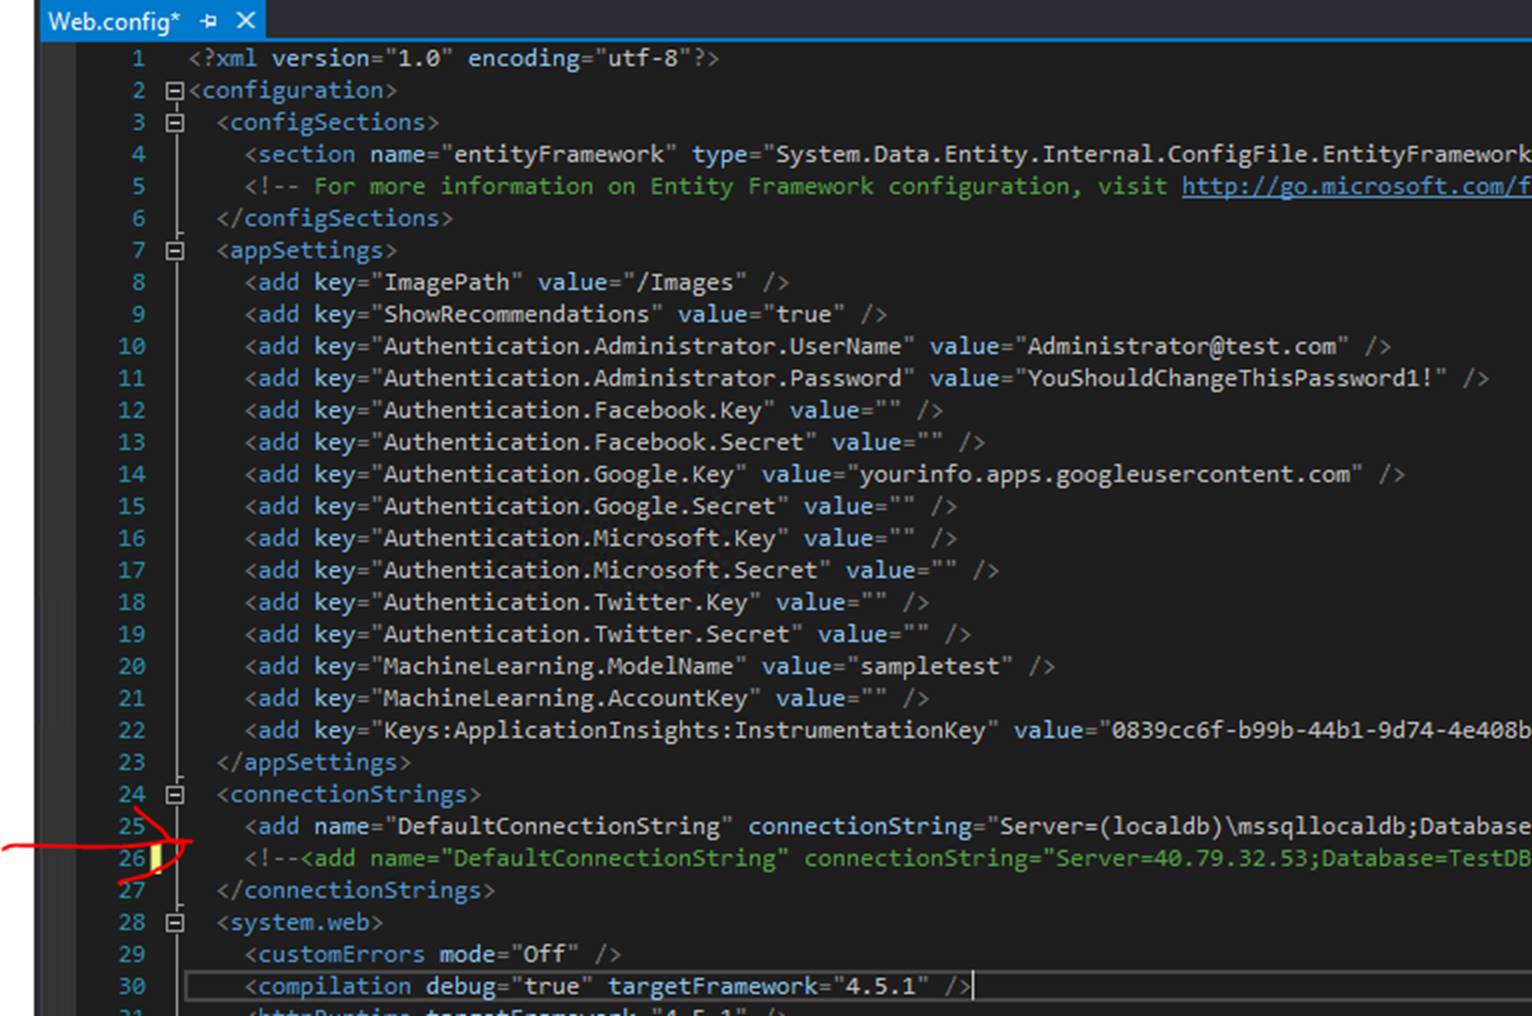 Web.config*
1 <?xml version="1.0" encoding="utf-8"?>
2 <configuration>
3 <configSections>
4 <section name="entityFramework" type="System.Data.Entity.Internal.ConfigFile.EntityFramework
5 <!-- For more information on Entity Framework configuration, visit http://go.microsoft.com/f
6 </configSections>
7 <appSettings>
8 <add key="ImagePath" value="/Images" />
9 <add key="ShowRecommendations" value="true" />
10 <add key="Authentication.Administrator.UserName" value="Administrator@test.com" />
11 <add key="Authentication.Administrator.Password" value="YouShouldChangeThisPassword1!" />
12 <add key="Authentication.Facebook.Key" value="" />
13 <add key="Authentication.Facebook.Secret" value="" />
14 <add key="Authentication.Google.Key" value="yourinfo.apps.googleusercontent.com" />
15 <add key="Authentication.Google.Secret" value="" />
16 <add key="Authentication.Microsoft.Key" value="" />
17 <add key="Authentication.Microsoft.Secret" value="" />
18 <add key="Authentication.Twitter.Key" value="" />
19 <add key="Authentication.Twitter.Secret" value="" />
20 <add key="MachineLearning.ModelName" value="sampletest" />
21 <add key="MachineLearning.AccountKey" value="" />
22 <add key="Keys:ApplicationInsights:InstrumentationKey" value="0839cc6f-b99b-44b1-9d74-4e408b
23 </appSettings>
24 <connectionStrings>
25 <add name="DefaultConnectionString" connectionString="Server=(localdb)\mssqllocaldb;Database
26 <!--<add name="DefaultConnectionString" connectionString="Server=40.79.32.53;Database=TestDB
27 </connectionStrings>
28 <system.web>
29 <customErrors mode="Off" />
30 <compilation debug="true" targetFramework="4.5.1" />
31 <httpRuntime targetFramework="4.5.1" />